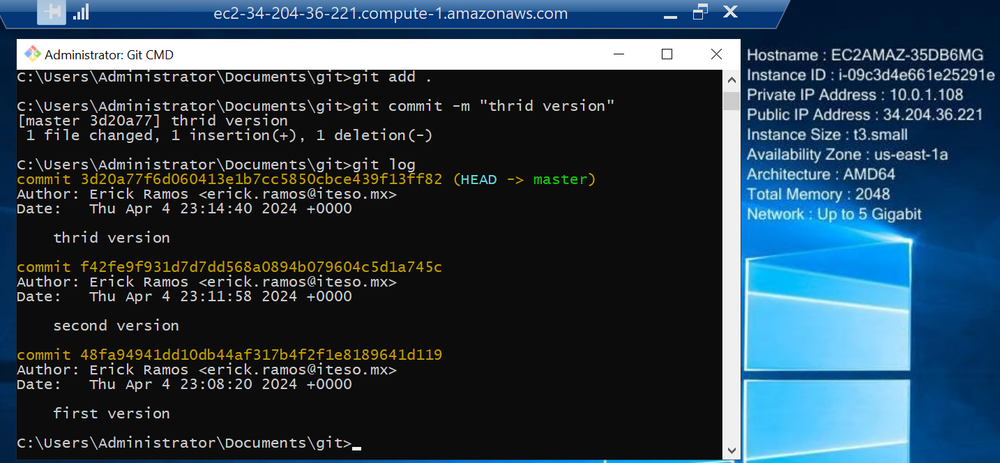 ec2-34-204-36-221.compute-1.amazonaws.com
Administrator: Git CMD
C:\Users\Administrator\Documents\git>git add .
C:\Users\Administrator\Documents\git>git commit -m "thrid version"
[master 3d20a77] thrid version
 1 file changed, 1 insertion(+), 1 deletion(-)
C:\Users\Administrator\Documents\git>git log
commit 3d20a77f6d060413e1b7cc5850cbce439f13ff82 (HEAD -> master)
Author: Erick Ramos <erick.ramos@iteso.mx>
Date:   Thu Apr 4 23:14:40 2024 +0000
    thrid version
commit f42fe9f931d7d7dd568a0894b079604c5d1a745c
Author: Erick Ramos <erick.ramos@iteso.mx>
Date:   Thu Apr 4 23:11:58 2024 +0000
    second version
commit 48fa94941dd10db44af317b4f2f1e8189641d119
Author: Erick Ramos <erick.ramos@iteso.mx>
Date:   Thu Apr 4 23:08:20 2024 +0000
    first version
C:\Users\Administrator\Documents\git>
Hostname : EC2AMAZ-35DB6MG
Instance ID : i-09c3d4e661e25291e
Private IP Address : 10.0.1.108
Public IP Address : 34.204.36.221
Instance Size : t3.small
Availability Zone : us-east-1a
Architecture : AMD64
Total Memory : 2048
Network : Up to 5 Gigabit